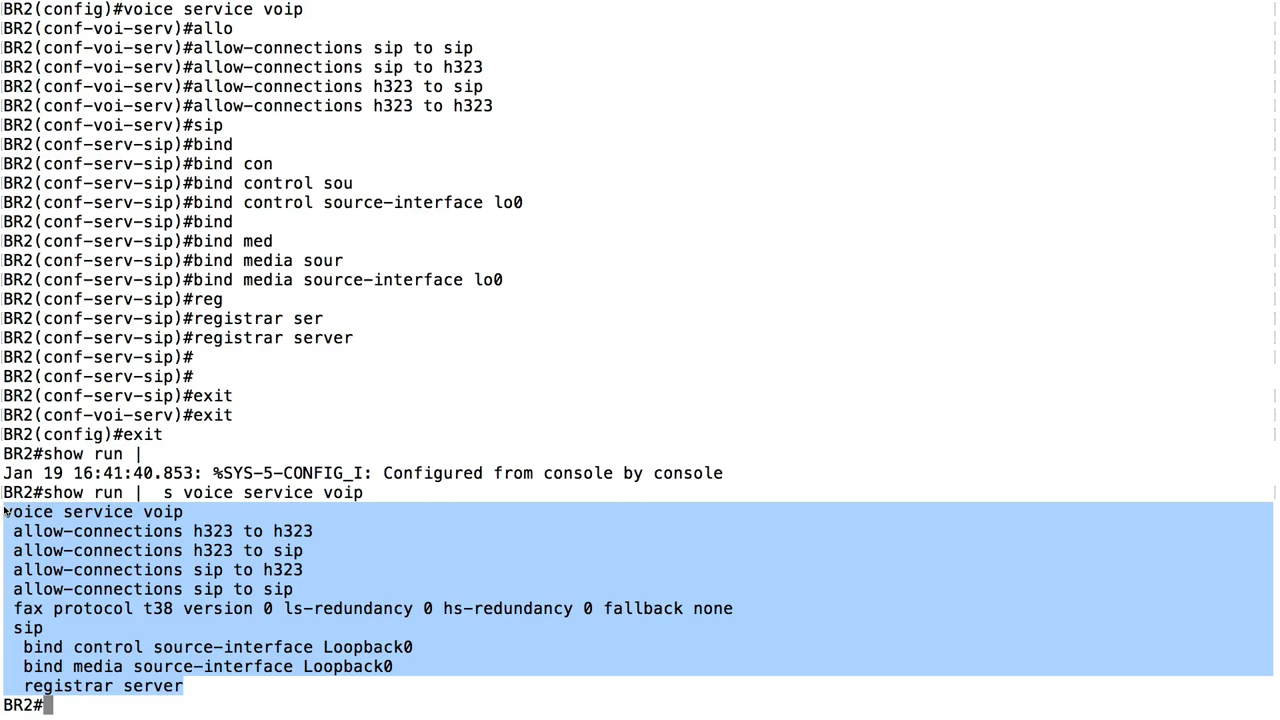 BR2(config)#voice service voip
BR2(conf-voi-serv)#allo
BR2(conf-voi-serv)#allow-connections sip to sip
BR2(conf-voi-serv)#allow-connections sip to h323
BR2(conf-voi-serv)#allow-connections h323 to sip
BR2(conf-voi-serv)#allow-connections h323 to h323
BR2(conf-voi-serv)#sip
BR2(conf-serv-sip)#bind
BR2(conf-serv-sip)#bind con
BR2(conf-serv-sip)#bind control sou
BR2(conf-serv-sip)#bind control source-interface lo0
BR2(conf-serv-sip)#bind
BR2(conf-serv-sip)#bind med
BR2(conf-serv-sip)#bind media sour
BR2(conf-serv-sip)#bind media source-interface lo0
BR2(conf-serv-sip)#reg
BR2(conf-serv-sip)#registrar ser
BR2(conf-serv-sip)#registrar server
BR2(conf-serv-sip)#
BR2(conf-serv-sip)#
BR2(conf-serv-sip)#exit
BR2(conf-voi-serv)#exit
BR2(config)#exit
BR2#show run |
Jan 19 16:41:40.853: %SYS-5-CONFIG_I: Configured from console by console
BR2#show run |  s voice service voip
voice service voip
 allow-connections h323 to h323
 allow-connections h323 to sip
 allow-connections sip to h323
 allow-connections sip to sip
 fax protocol t38 version 0 ls-redundancy 0 hs-redundancy 0 fallback none
 sip
  bind control source-interface Loopback0
  bind media source-interface Loopback0
  registrar server
BR2#